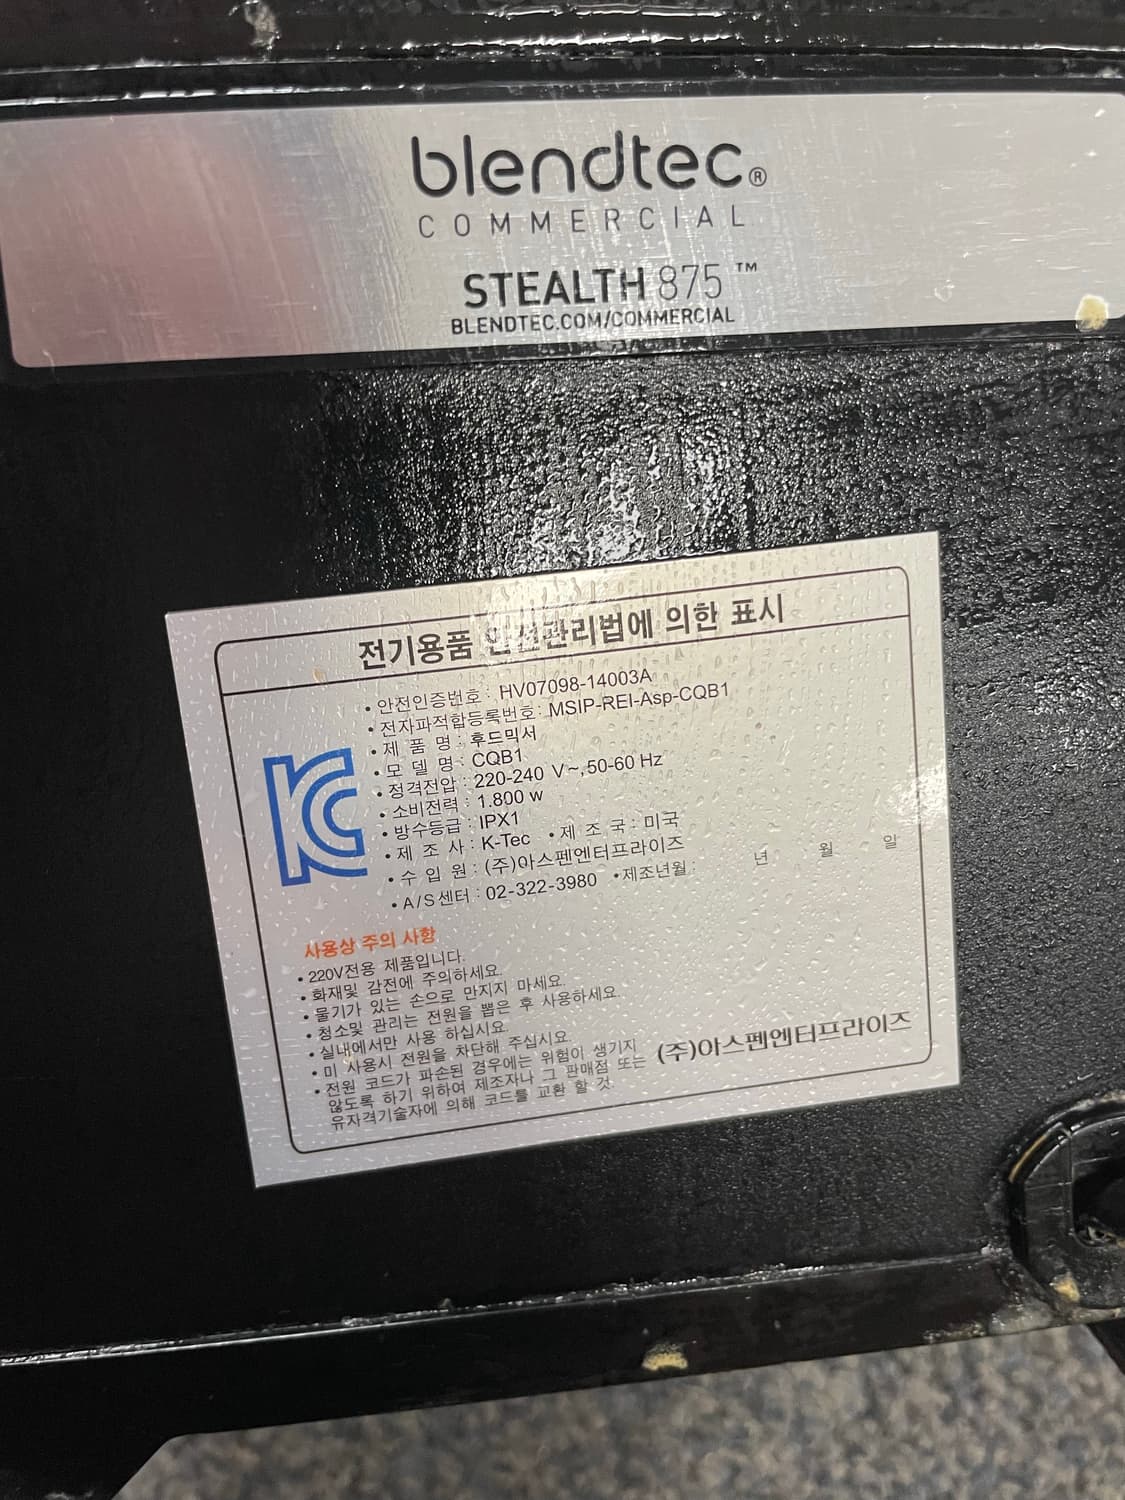 blendtec®
COMMERCIAL
STEALTH 875™
BLENDTEC.COM/COMMERCIAL
전기용품 안전관리법에 의한 표시
• 안전인증번호 : HV07098-14003A
• 전자파적합등록번호: MSIP-REI-Asp-CQB1
• 제 품 명 : 후드믹서
• 모 델 명 : CQB1
• 정격전압 : 220-240 V~,50-60 Hz
• 소비전력 : 1.800 w
• 방수등급 : IPX1
• 제 조 사 : K-Tec • 제 조 국 : 미국
• 수 입 원 : (주)아스펜엔터프라이즈
• A/S센터 : 02-322-3980 • 제조년월 : 년 월 일
사용상 주의 사항
• 220V전용 제품입니다.
• 화재및 감전에 주의하세요.
• 물기가 있는 손으로 만지지 마세요.
• 청소및 관리는 전원을 뽑은 후 사용하세요.
• 실내에서만 사용 하십시요.
• 미 사용시 전원을 차단해 주십시요.
• 전원 코드가 파손된 경우에는 위험이 생기지
않도록 하기 위하여 제조자나 그 판매점 또는
유자격기술자에 의해 코드를 교환 할 것.
(주)아스펜엔터프라이즈